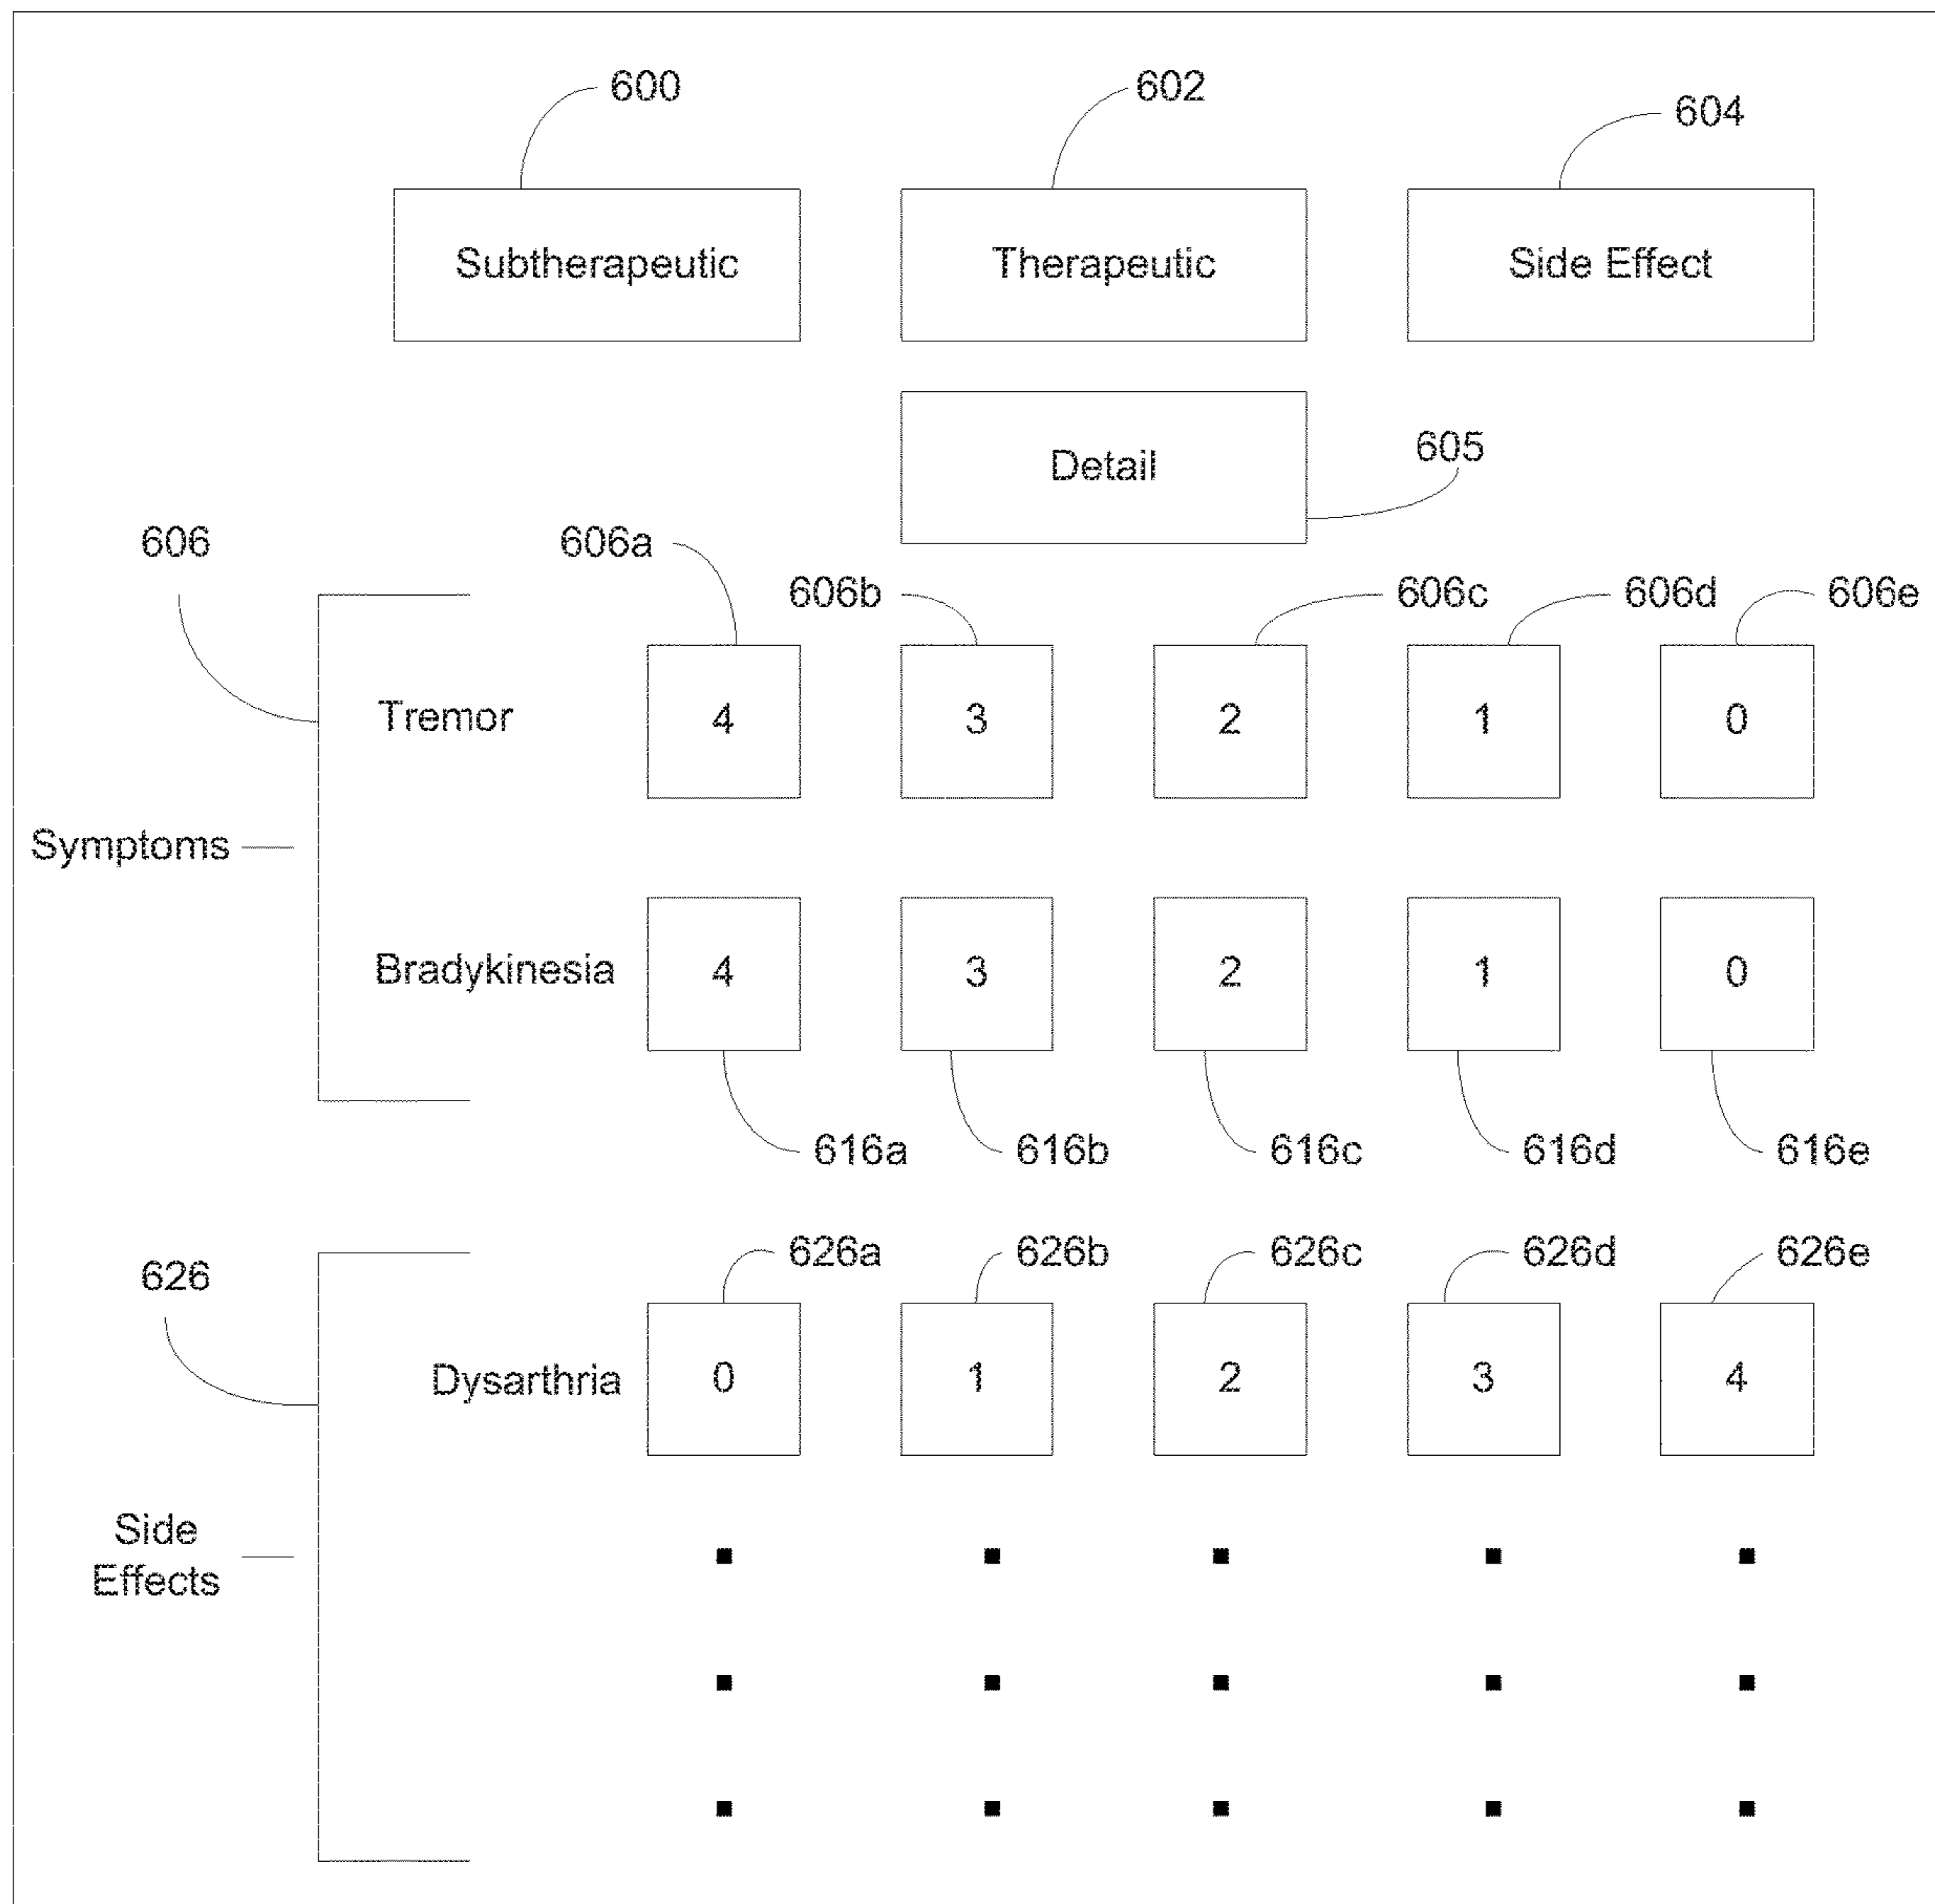 600 602 604
Subtherapeutic Therapeutic Side Effect
Detail 605
606 606a 606b 606c 606d 606e
Tremor 4 3 2 1 0
Symptoms
Bradykinesia 4 3 2 1 0
616a 616b 616c 616d 616e
626 626a 626b 626c 626d 626e
Dysarthria 0 1 2 3 4
Side
Effects